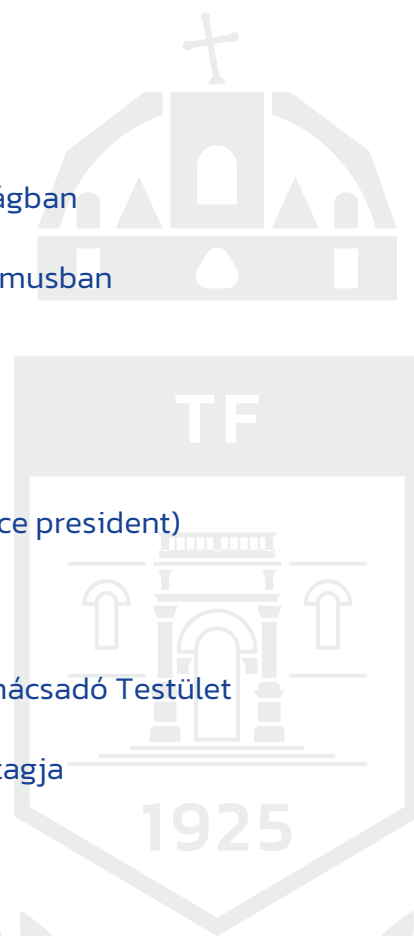 ágban
musban
TF
ce president)
nácsadó Testület
tagja
1925